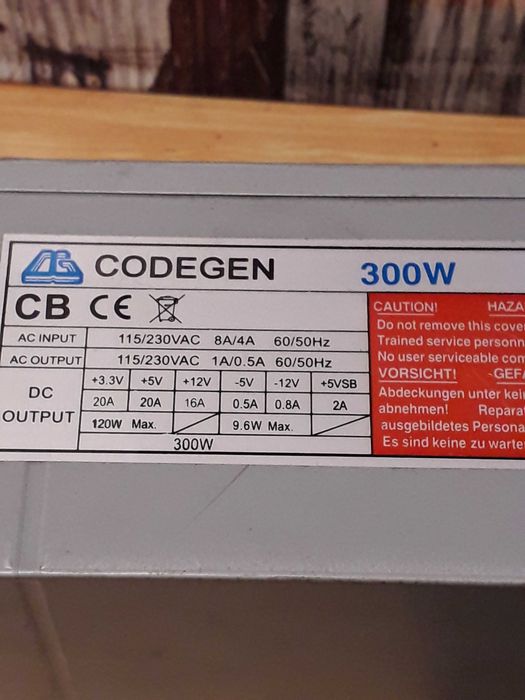 CODEGEN 300W
CB CE
AC INPUT 115/230VAC 8A/4A 60/50Hz
AC OUTPUT 115/230VAC 1A/0.5A 60/50Hz
DC OUTPUT
+3.3V +5V +12V -5V -12V +5VSB
20A 20A 16A 0.5A 0.8A 2A
120W Max. 9.6W Max.
300W
CAUTION! HAZA
Do not remove this cove
Trained service personn
No user serviceable com
VORSICHT! -GEFA
Abdeckungen unter kei
abnehmen! Repara
ausgebildetes Persona
Es sind keine zu warte